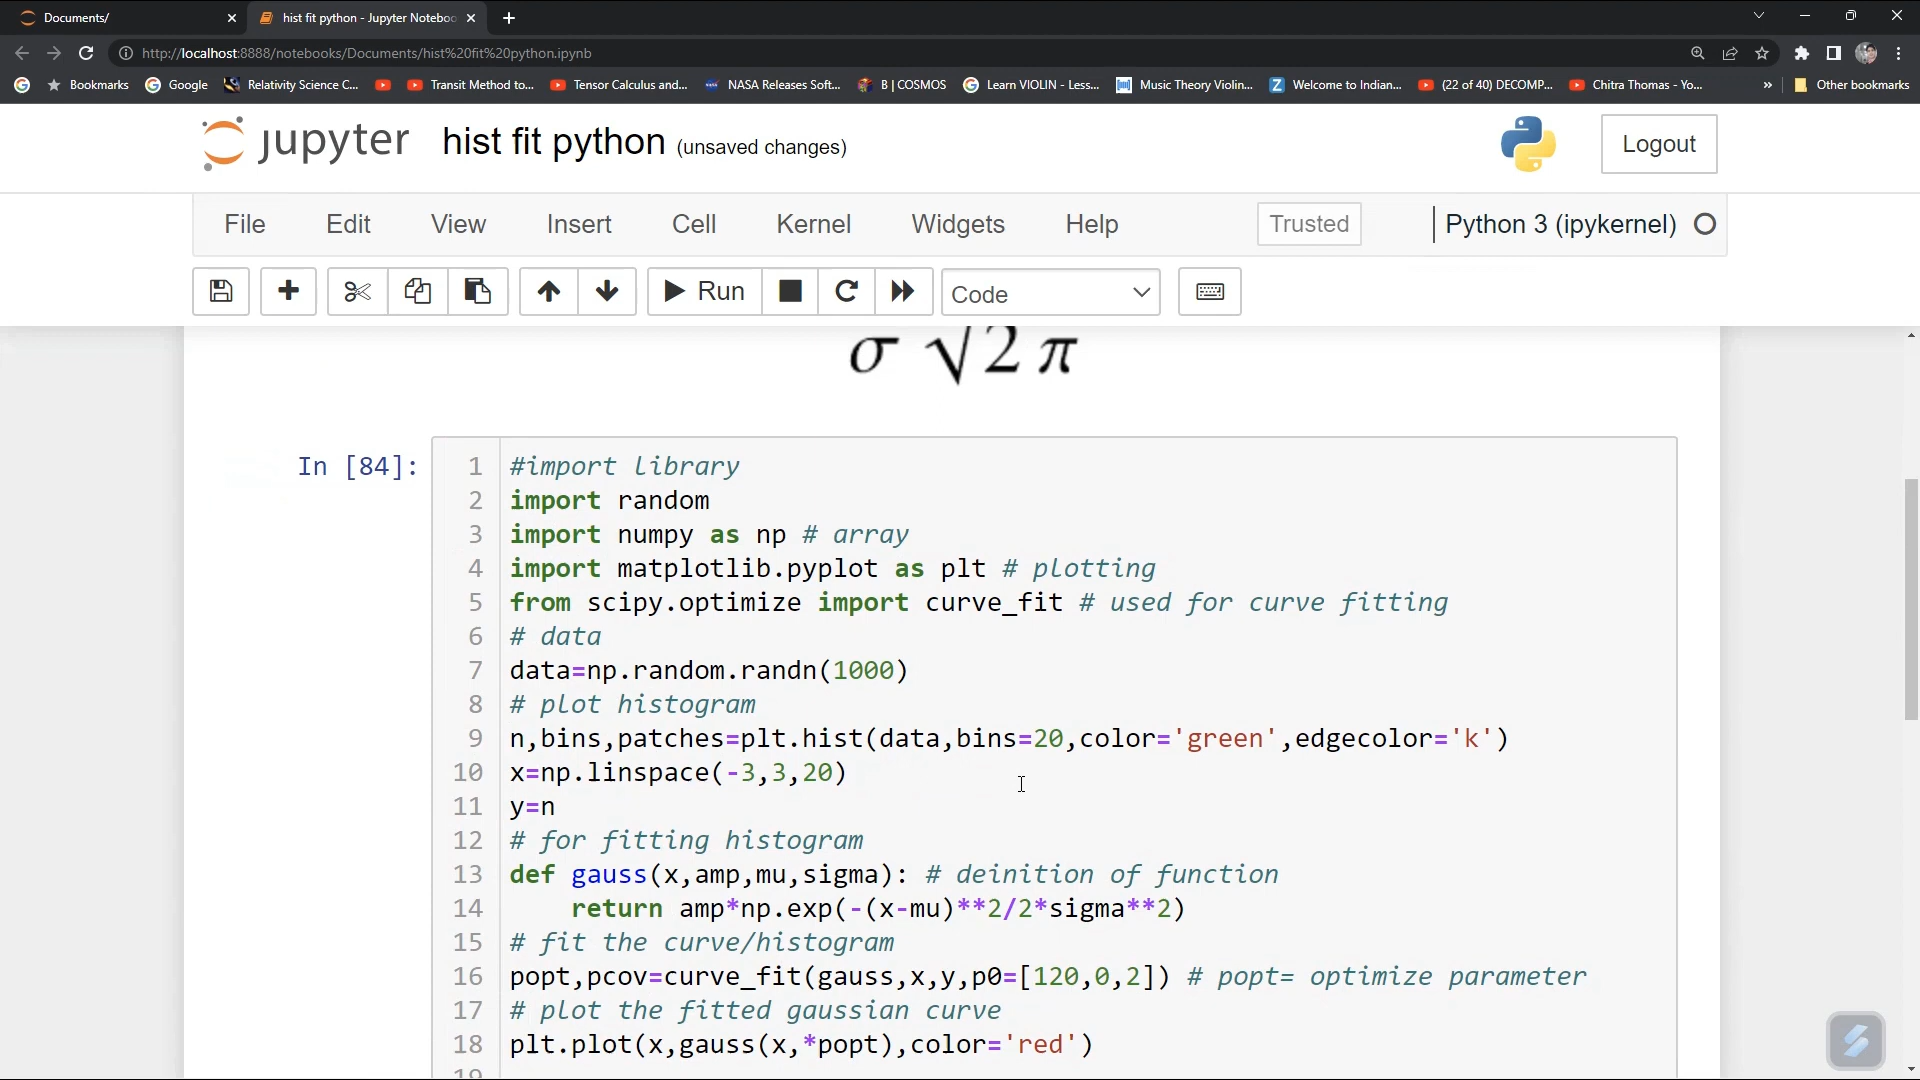 Documents/
hist fit python - Jupyter Noteboo
http://localhost:8888/notebooks/Documents/hist%20fit%20python.ipynb
Bookmarks
Google
Relativity Science C...
Transit Method to...
Tensor Calculus and...
NASA Releases Soft...
B | COSMOS
Learn VIOLIN - Less...
Music Theory Violin...
Welcome to Indian...
(22 of 40) DECOMP...
Chitra Thomas - Yo...
»
Other bookmarks
jupyter hist fit python (unsaved changes)
Logout
File Edit View Insert Cell Kernel Widgets Help
Trusted
Python 3 (ipykernel)
Run
Code
σ √2 π
In [84]:
1 #import library
2 import random
3 import numpy as np # array
4 import matplotlib.pyplot as plt # plotting
5 from scipy.optimize import curve_fit # used for curve fitting
6 # data
7 data=np.random.randn(1000)
8 # plot histogram
9 n,bins,patches=plt.hist(data,bins=20,color='green',edgecolor='k')
10 x=np.linspace(-3,3,20)
11 y=n
12 # for fitting histogram
13 def gauss(x,amp,mu,sigma): # deinition of function
14     return amp*np.exp(-(x-mu)**2/2*sigma**2)
15 # fit the curve/histogram
16 popt,pcov=curve_fit(gauss,x,y,p0=[120,0,2]) # popt= optimize parameter
17 # plot the fitted gaussian curve
18 plt.plot(x,gauss(x,*popt),color='red')
19